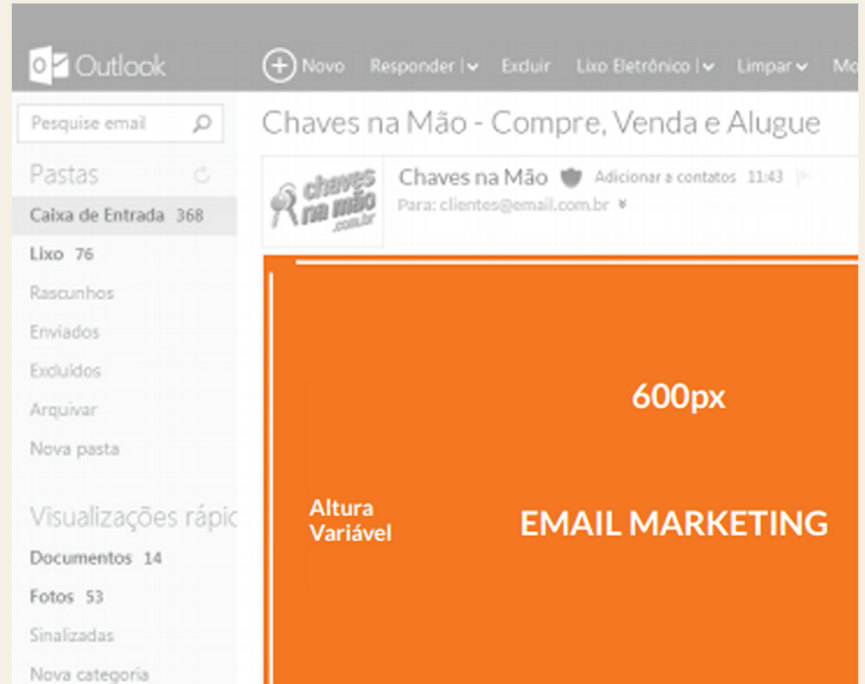 Outlook
Novo Responder Excluir Lixo Eletrônico Limpar Mo
Pesquise email
Chaves na Mão - Compre, Venda e Alugue
Pastas
chaves na mão .com.br
Chaves na Mão Adicionar a contatos 11:43
Para: clientes@email.com.br
Caixa de Entrada 368
Lixo 76
Rascunhos
Enviados
Excluídos
Arquivar
Nova pasta
600px
Altura
Variável
EMAIL MARKETING
Visualizações rápic
Documentos 14
Fotos 53
Sinalizadas
Nova categoria